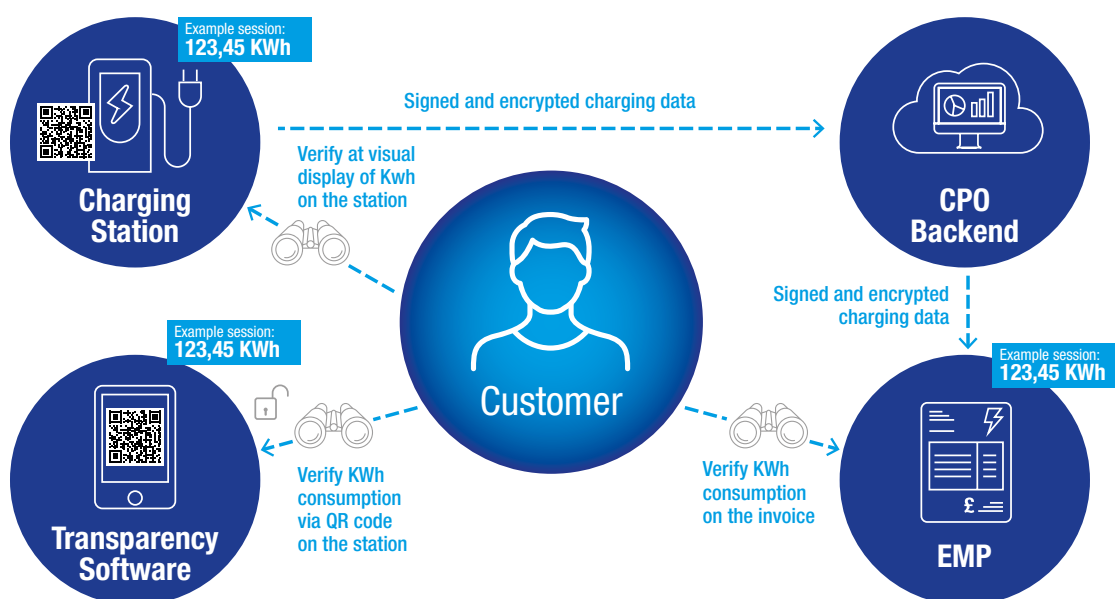 Example session:
123,45 KWh
Charging
Station
Signed and encrypted charging data
CPO
Backend
Verify at visual
display of Kwh
on the station
Customer
Signed and encrypted
charging data
Example session:
123,45 KWh
Transparency
Software
Verify KWh
consumption
via QR code
on the station
Verify KWh
consumption
on the invoice
Example session:
123,45 KWh
£
EMP